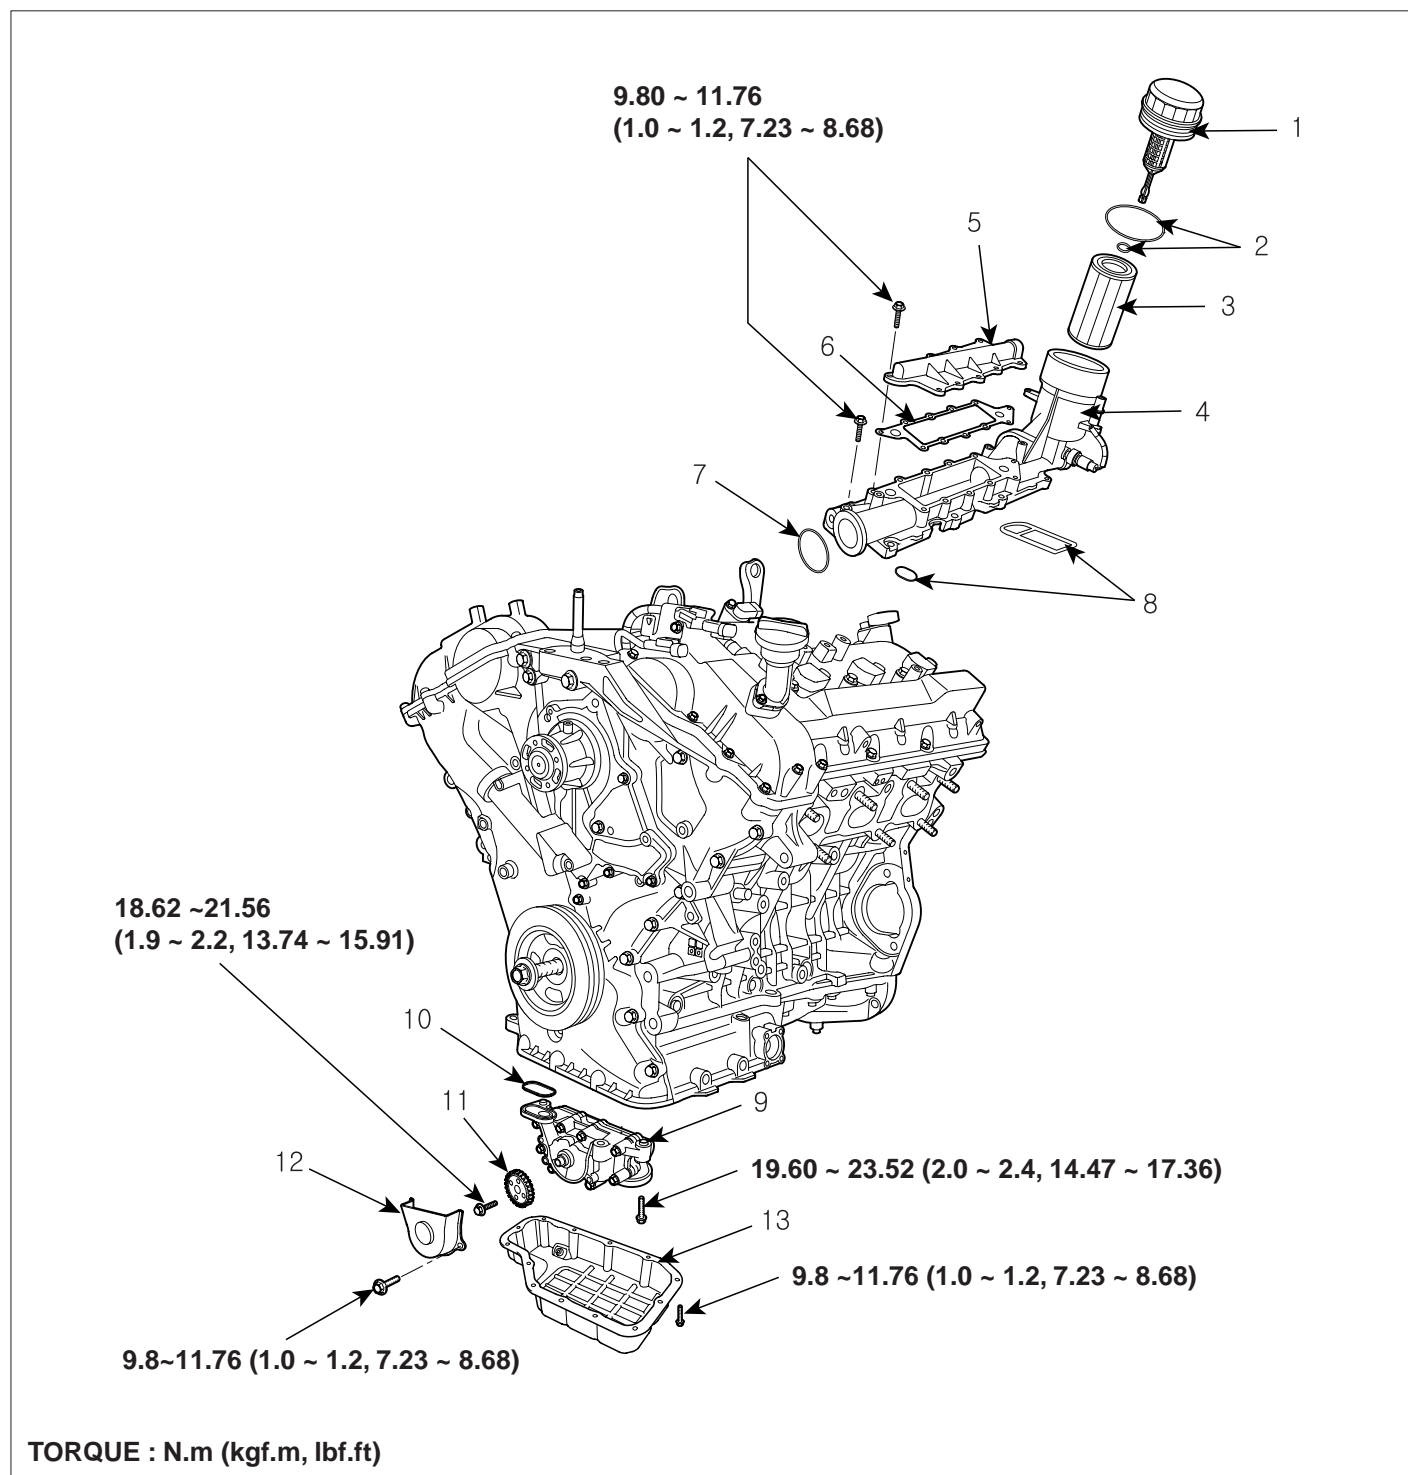 9.80 ~ 11.76
(1.0 ~ 1.2, 7.23 ~ 8.68)
1
5
2
3
6
4
7
8
18.62 ~21.56
(1.9 ~ 2.2, 13.74 ~ 15.91)
10
11
9
12
19.60 ~ 23.52 (2.0 ~ 2.4, 14.47 ~ 17.36)
13
9.8 ~11.76 (1.0 ~ 1.2, 7.23 ~ 8.68)
9.8~11.76 (1.0 ~ 1.2, 7.23 ~ 8.68)
TORQUE : N.m (kgf.m, lbf.ft)